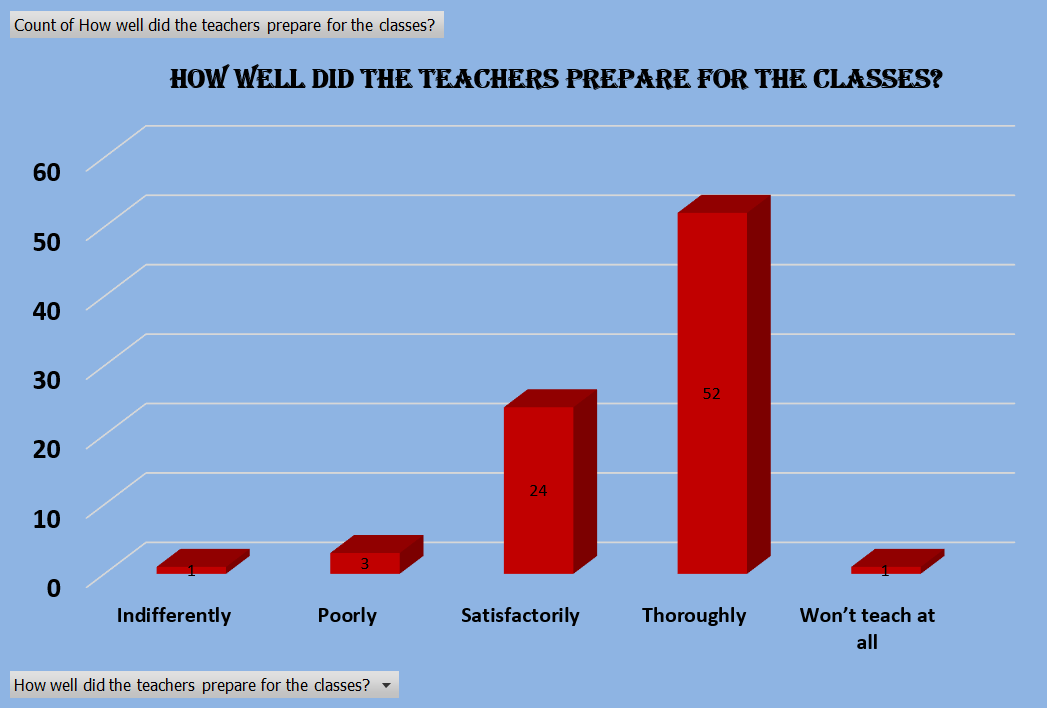 Count of How well did the teachers prepare for the classes?
HOW WELL DID THE TEACHERS PREPARE FOR THE CLASSES?
60
50
40
30
20
10
0
52
24
3
1
1
Indifferently
Poorly
Satisfactorily
Thoroughly
Won’t teach at
all
How well did the teachers prepare for the classes?